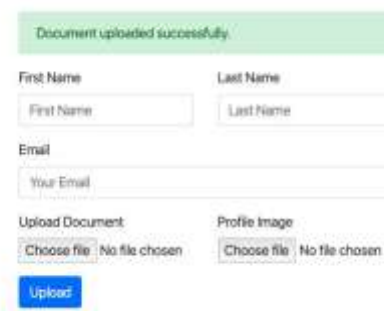 Document uploaded successfully.
First Name Last Name
First Name Last Name
Email
Your Email
Upload Document Profile Image
Choose file No file chosen Choose file No file chosen
Upload